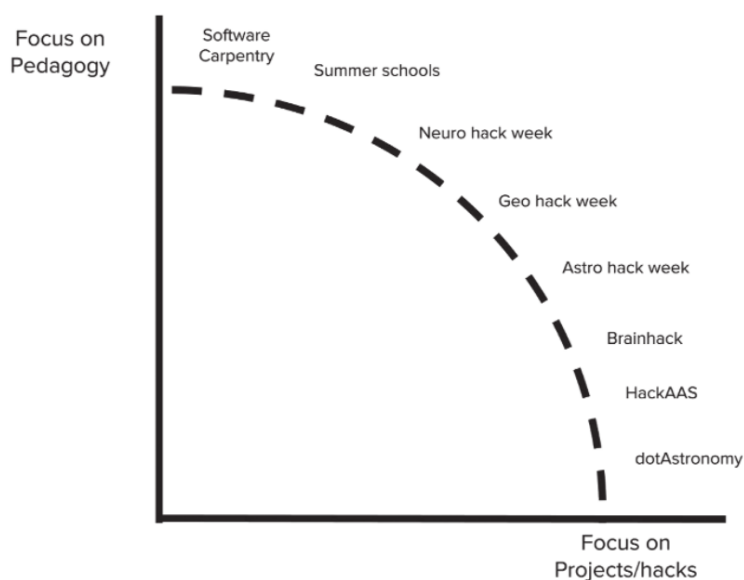 Focus on
Pedagogy
Software
Carpentry
Summer schools
Neuro hack week
Geo hack week
Astro hack week
Brainhack
HackAAS
dotAstronomy
Focus on
Projects/hacks